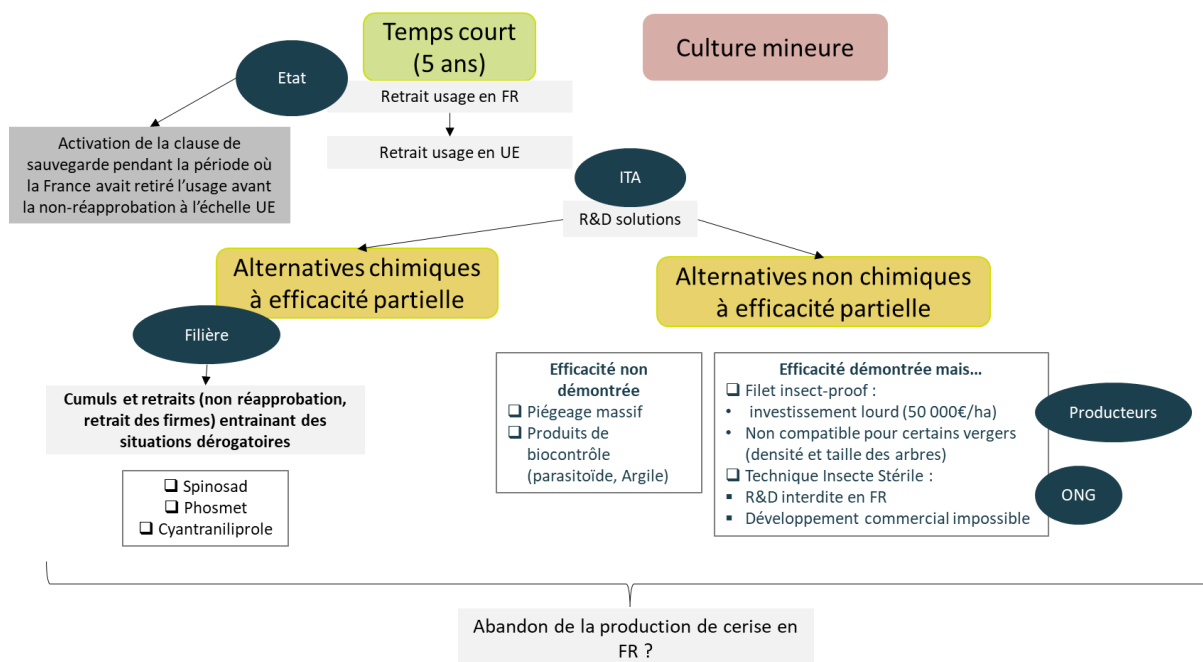 Temps court
(5 ans)
Culture mineure
Etat
Retrait usage en FR
Activation de la clause de
sauvegarde pendant la période où
la France avait retiré l’usage avant
la non-réapprobation à l’échelle UE
Retrait usage en UE
ITA
R&D solutions
Alternatives chimiques
à efficacité partielle
Alternatives non chimiques
à efficacité partielle
Filière
Cumuls et retraits (non réapprobation,
retrait des firmes) entrainant des
situations dérogatoires
❑ Spinosad
❑ Phosmet
❑ Cyantraniliprole
Efficacité non
démontrée
❑ Piégeage massif
❑ Produits de
biocontrôle
(parasitoïde, Argile)
Efficacité démontrée mais…
❑ Filet insect-proof :
• investissement lourd (50 000€/ha)
• Non compatible pour certains vergers
(densité et taille des arbres)
❑ Technique Insecte Stérile :
▪ R&D interdite en FR
▪ Développement commercial impossible
Producteurs
ONG
Abandon de la production de cerise en
FR ?